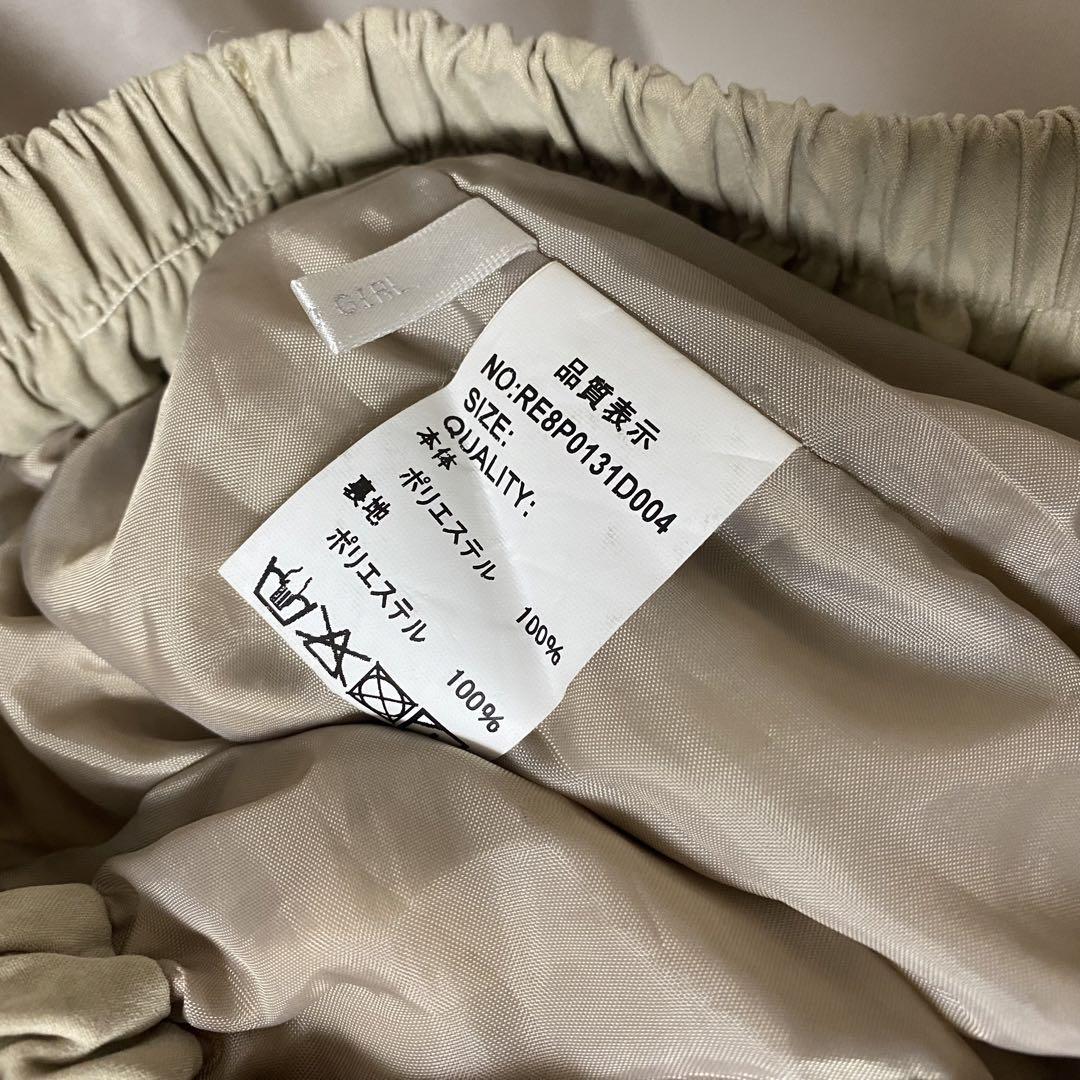 GIRL
品質表示
NO:RE8P0131D004
SIZE:
QUALITY:
本体
ポリエステル 100%
裏地
ポリエステル 100%